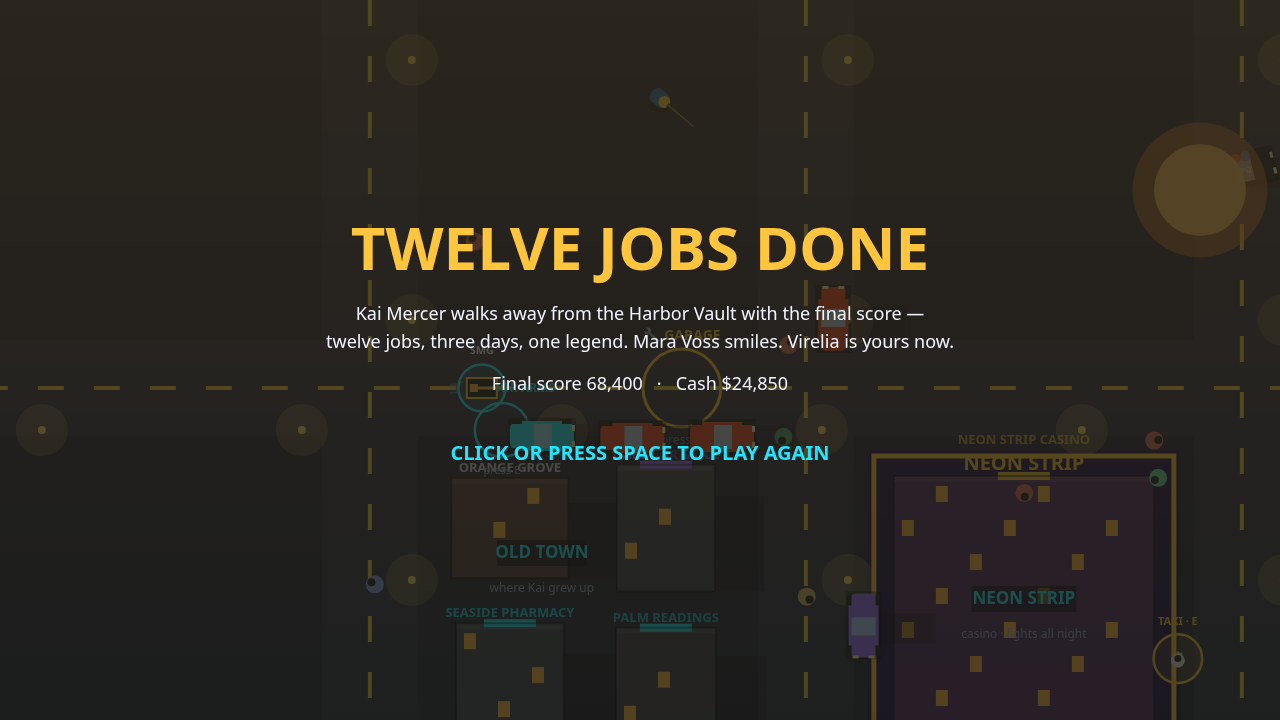 TWELVE JOBS DONE
Kai Mercer walks away from the Harbor Vault with the final score —
GARAGE
twelve jobs, three days, one legend. Mara Voss smiles. Virelia is yours now.
SMG
Final score 68,400 · Cash $24,850
NEON STRIP CASINO
CLICK OR PRESS SPACE TO PLAY AGAIN
NEON STRIP
ORANGE GROVE
OLD TOWN
where Kai grew up
NEON STRIP
SEASIDE PHARMACY
PALM READINGS
TAXI · E
casino lights all night